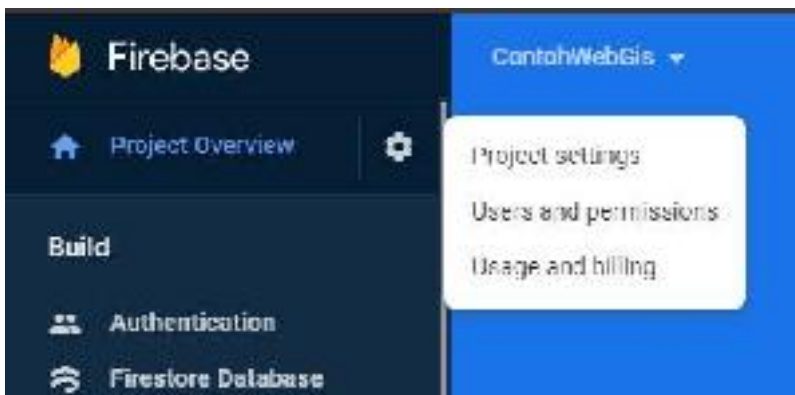 Firebase
ContohWebGis
Project Overview
Project settings
Users and permissions
Usage and billing
Build
Authentication
Firestore Database